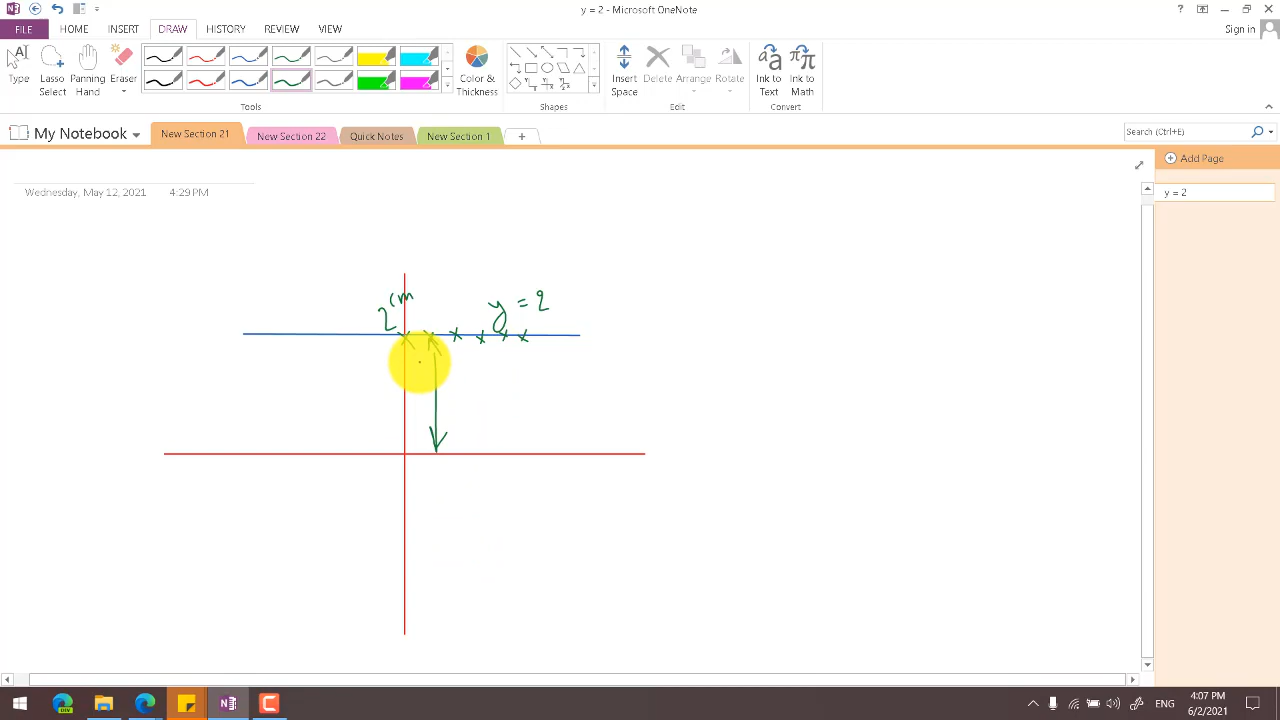 y = 2 - Microsoft OneNote
?
FILE
HOME
INSERT
DRAW
HISTORY
REVIEW
VIEW
Sign in
Type
Lasso
Select
Panning
Hand
Eraser
Color &
Thickness
Insert
Space
Delete
Arrange
Rotate
Ink to
Text
Ink to
Math
Tools
Shapes
Edit
Convert
My Notebook
New Section 21
New Section 22
Quick Notes
New Section 1
Search (Ctrl+E)
Add Page
y = 2
Wednesday, May 12, 2021
4:29 PM
2 cm
y = 2
ENG
4:07 PM
6/2/2021